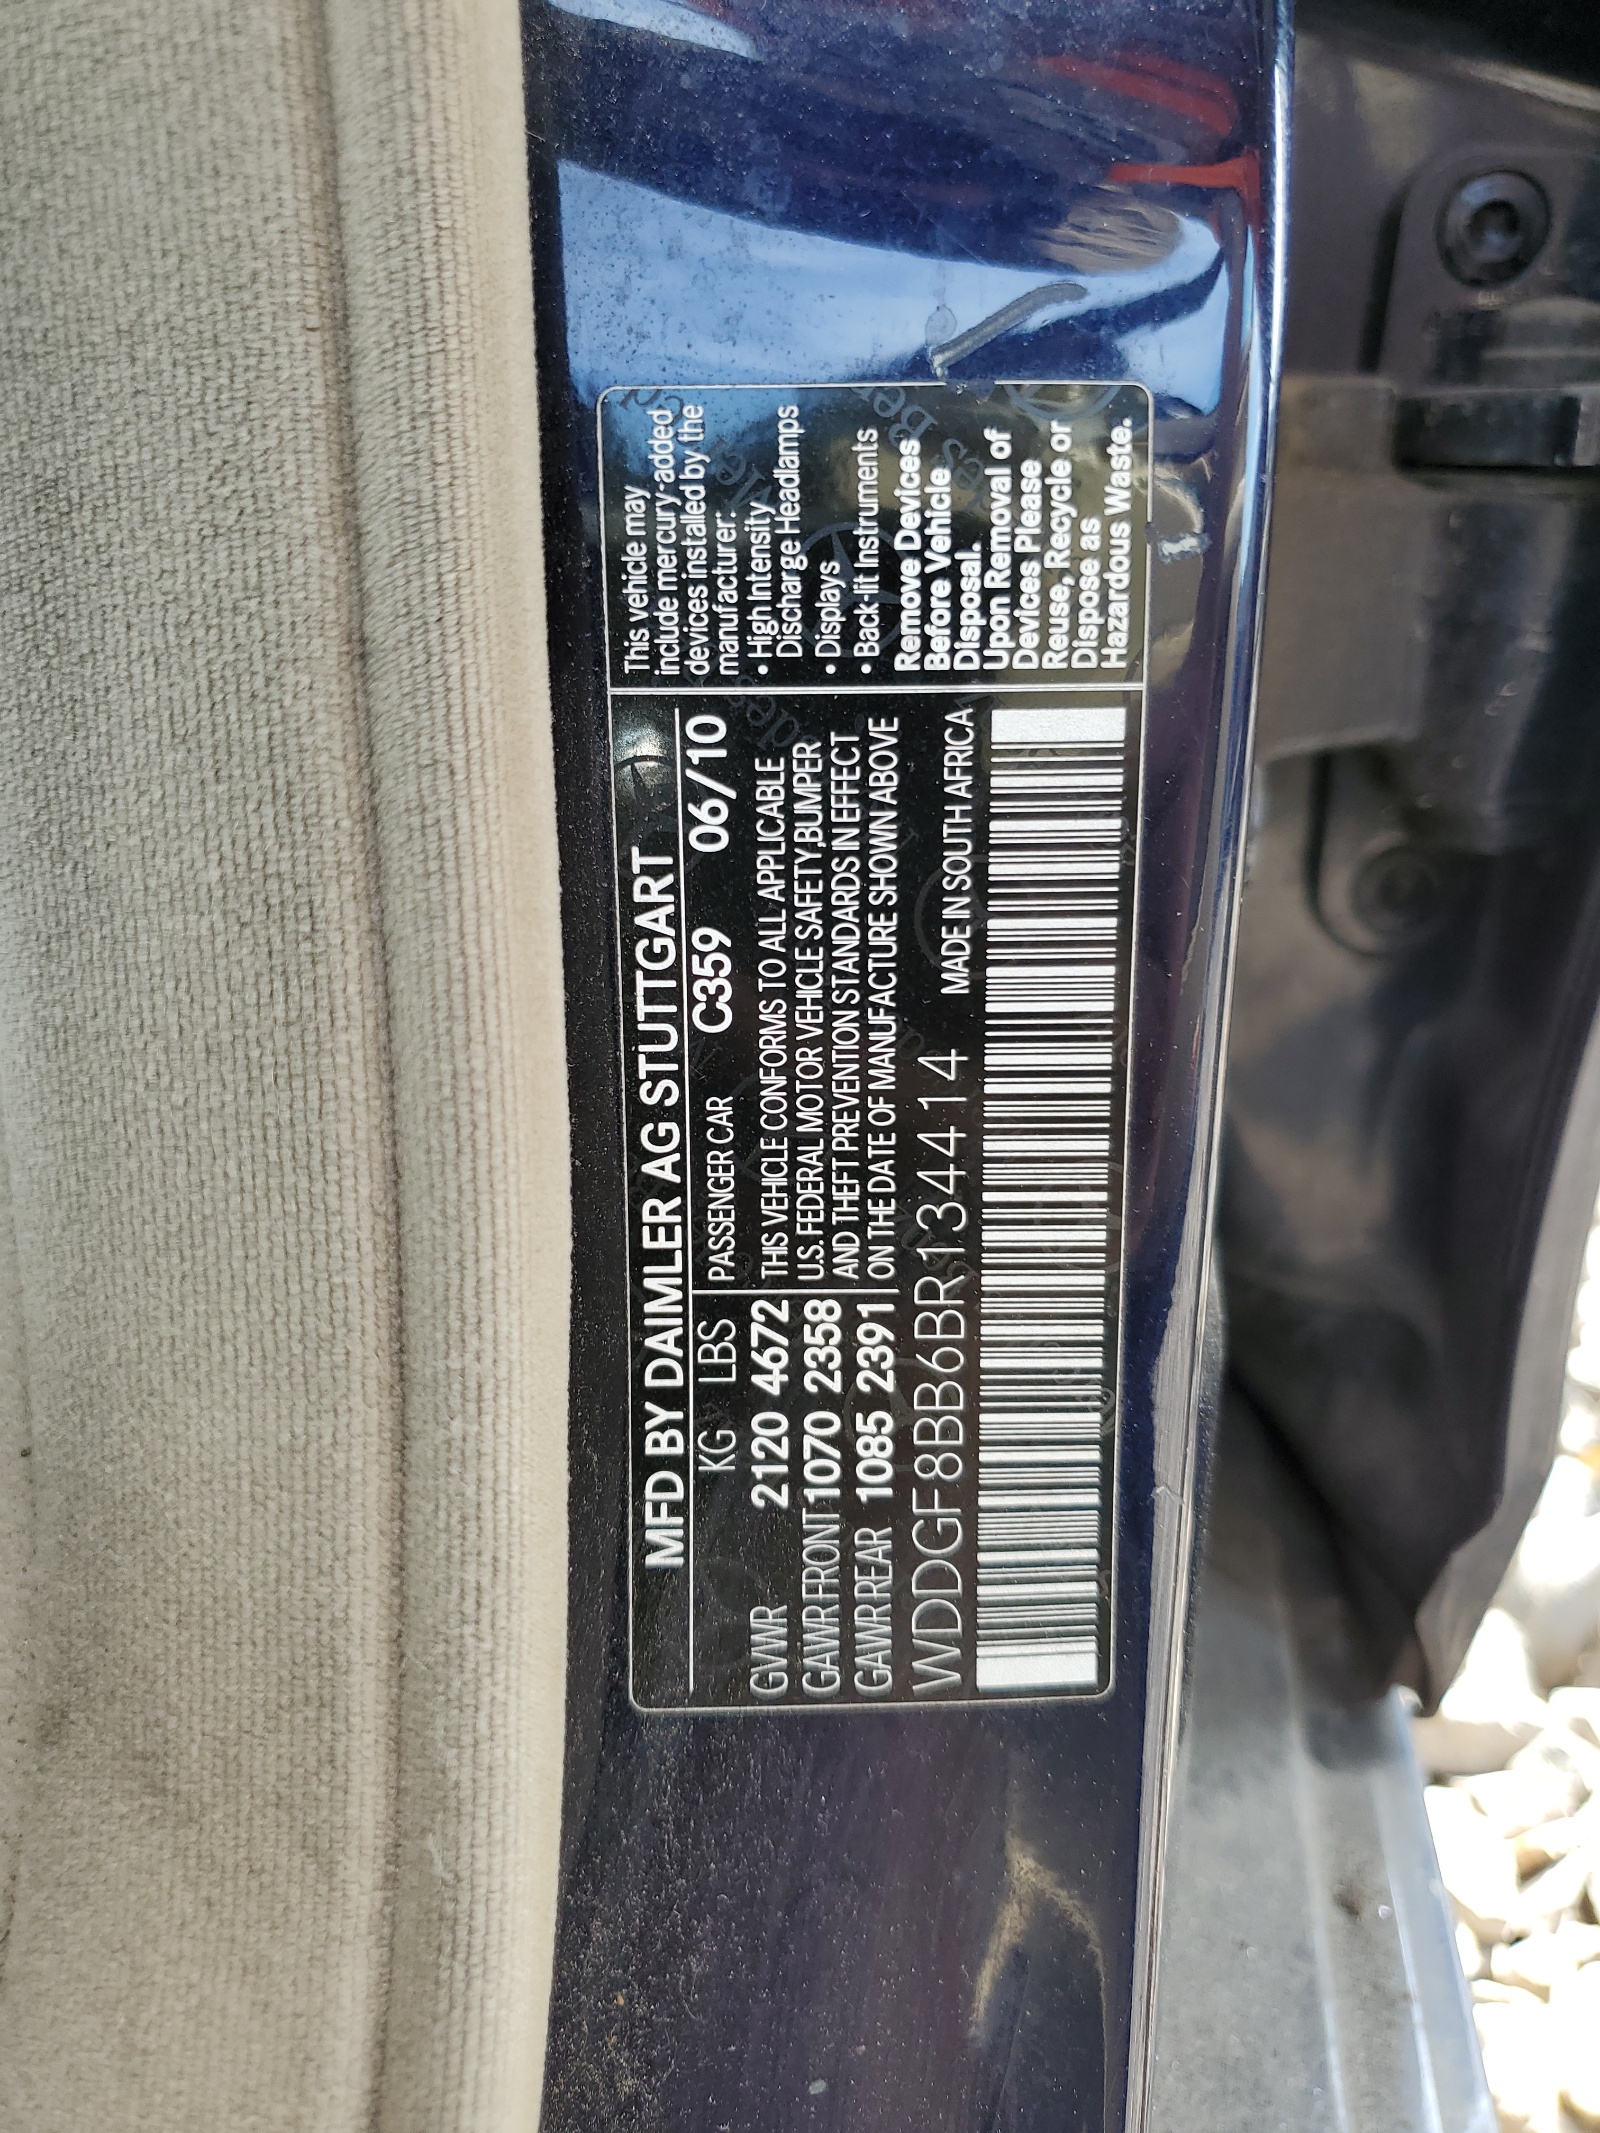 MFD BY DAIMLER AG STUTTGART
KG LBS PASSENGER CAR C359 06/10
GVWR 2120 4672
GAWR FRONT 1070 2358
GAWR REAR 1085 2391
THIS VEHICLE CONFORMS TO ALL APPLICABLE
U.S. FEDERAL MOTOR VEHICLE SAFETY, BUMPER
AND THEFT PREVENTION STANDARDS IN EFFECT
ON THE DATE OF MANUFACTURE SHOWN ABOVE
WDDGF8BB6BR134414 MADE IN SOUTH AFRICA
This vehicle may
include mercury-added
devices installed by the
manufacturer:
• High Intensity
Discharge Headlamps
• Displays
• Back-lit Instruments
Remove Devices
Before Vehicle
Disposal.
Upon Removal of
Devices Please
Reuse, Recycle or
Dispose as
Hazardous Waste.